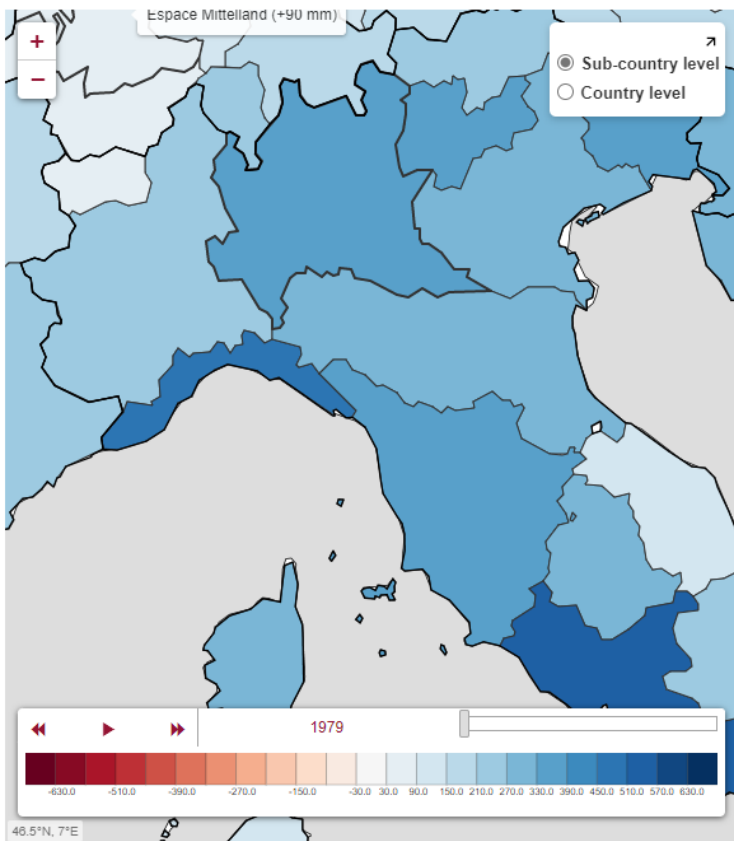 Espace Mittelland (+90 mm)
+
−
Sub-country level
Country level
1979
-630.0 -510.0 -390.0 -270.0 -150.0 -30.0 30.0 90.0 150.0 210.0 270.0 330.0 390.0 450.0 510.0 570.0 630.0
46.5°N, 7°E